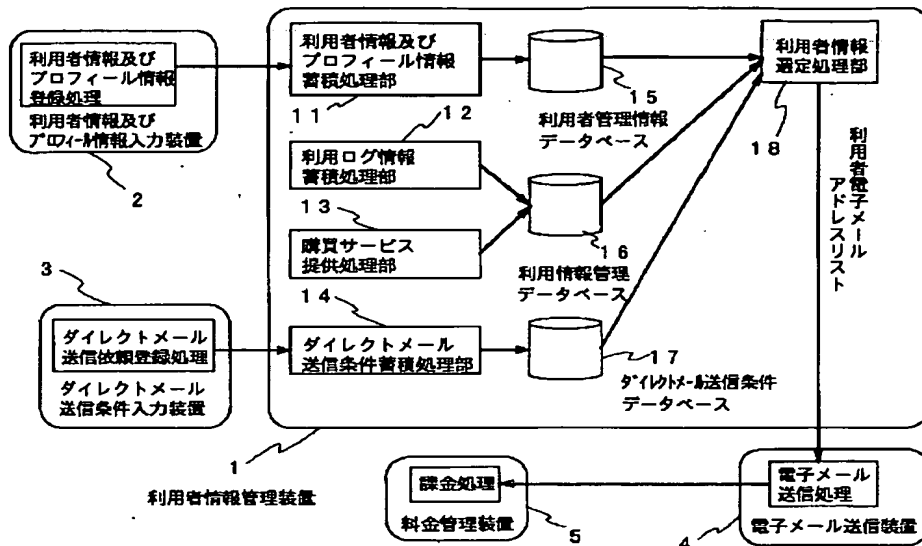 利用者情報及び
プロフィール情報
登録処理
利用者情報及び
プロフィール情報入力装置
2
利用者情報及び
プロフィール情報
蓄積処理部
11
15
利用者管理情報
データベース
利用者情報
選定処理部
18
12
利用ログ情報
蓄積処理部
13
購買サービス
提供処理部
16
利用情報管理
データベース
利用者電子メール
アドレスリスト
3
ダイレクトメール
送信依頼登録処理
ダイレクトメール
送信条件入力装置
14
ダイレクトメール
送信条件蓄積処理部
17
ダイレクトメール送信条件
データベース
1
利用者情報管理装置
課金処理
料金管理装置
5
電子メール
送信処理
電子メール送信装置
4